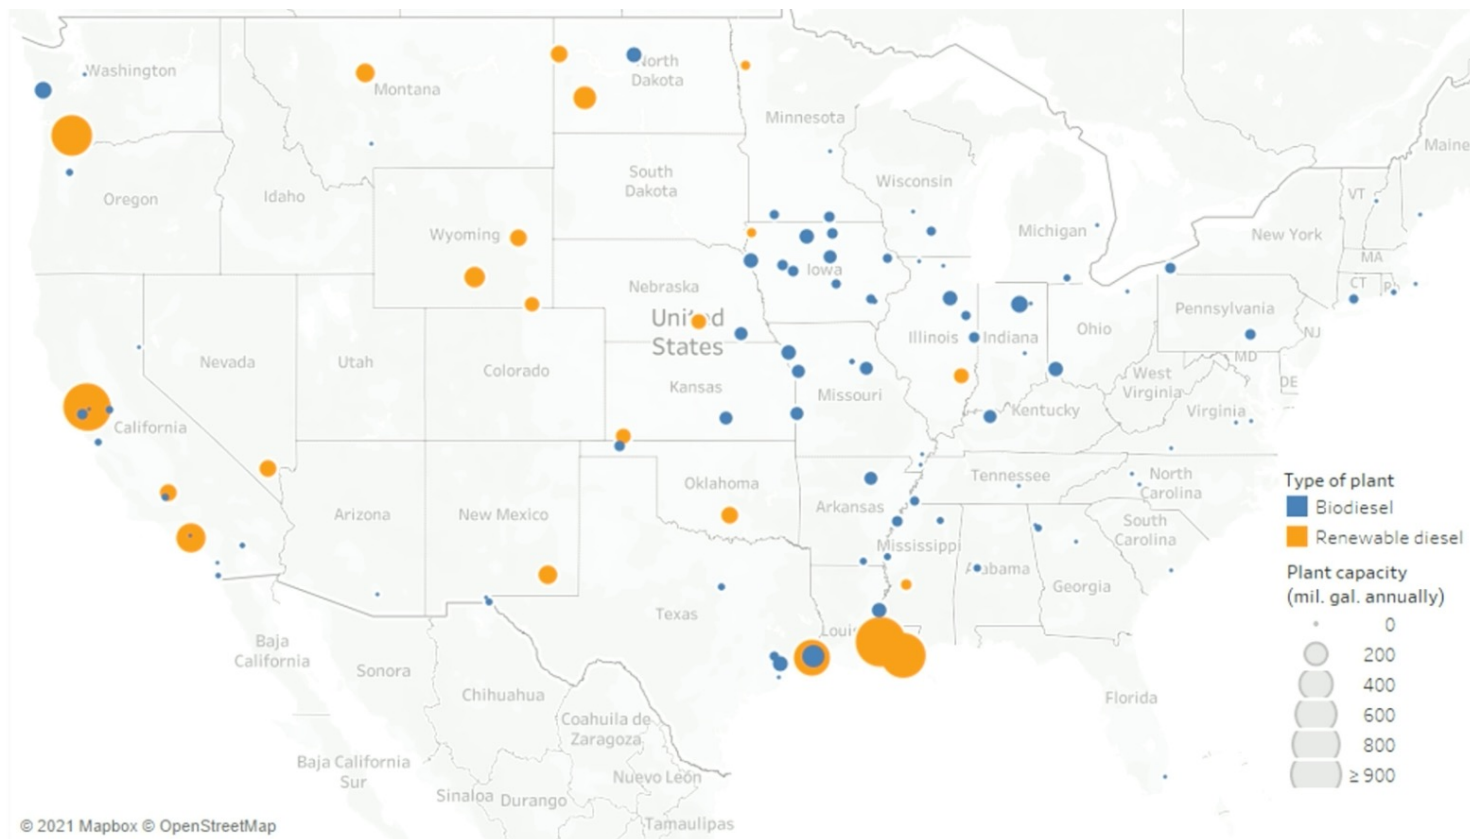 Washington
Montana
North
Dakota
Minnesota
Maine
Oregon
Idaho
South
Dakota
Wisconsin
VT
Wyoming
Michigan
New York
MA
Iowa
CT
Nebraska
United
States
Pennsylvania
Illinois
Indiana
Ohio
NJ
Nevada
Utah
Colorado
MD
Kansas
Missouri
West
Virginia
DE
California
Kentucky
Virginia
Oklahoma
Tennessee
North
Carolina
Arizona
New Mexico
Arkansas
South
Carolina
Mississippi
Georgia
Texas
Baja
California
Sonora
Chihuahua
Coahuila de
Zaragoza
Florida
Baja California
Sur
Nuevo León
Sinaloa
Durango
Tamaulipas
Type of plant
Biodiesel
Renewable diesel
Plant capacity
(mil. gal. annually)
0
200
400
600
800
≥ 900
© 2021 Mapbox © OpenStreetMap